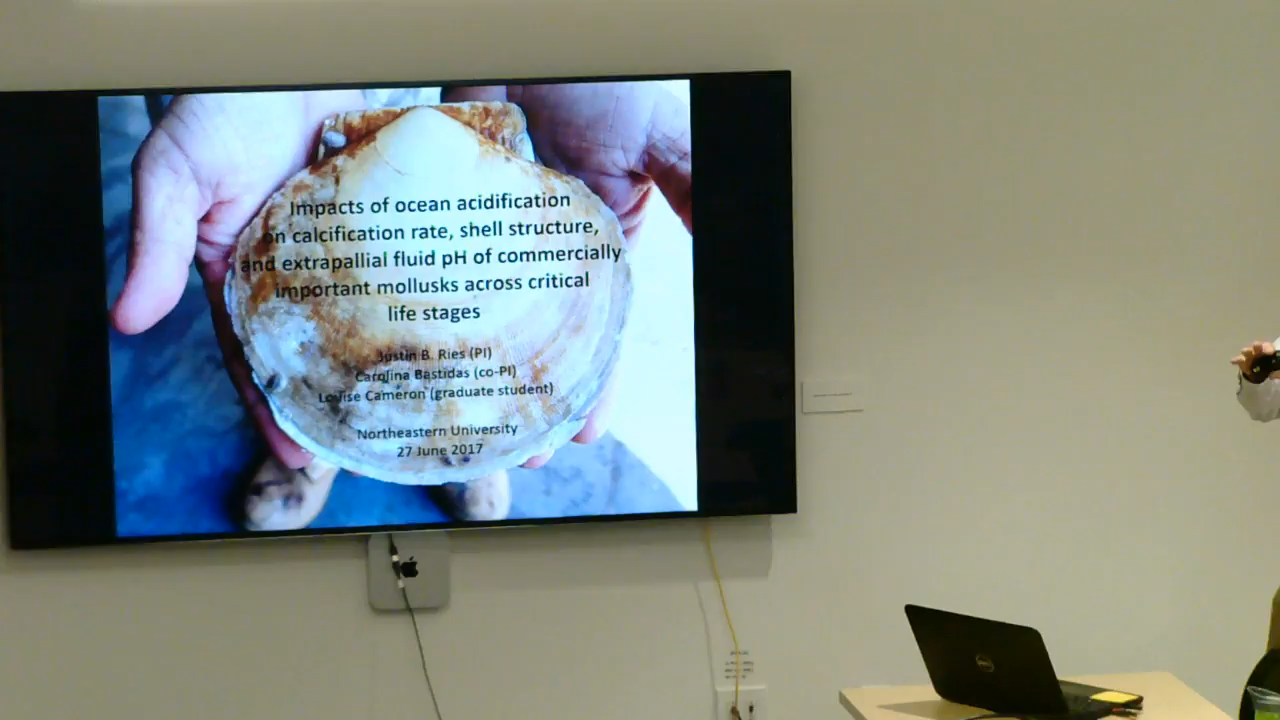 Impacts of ocean acidification
on calcification rate, shell structure,
and extrapallial fluid pH of commercially
important mollusks across critical
life stages
Justin B. Ries (PI)
Carolina Bastidas (co-PI)
Louise Cameron (graduate student)
Northeastern University
27 June 2017
DELL